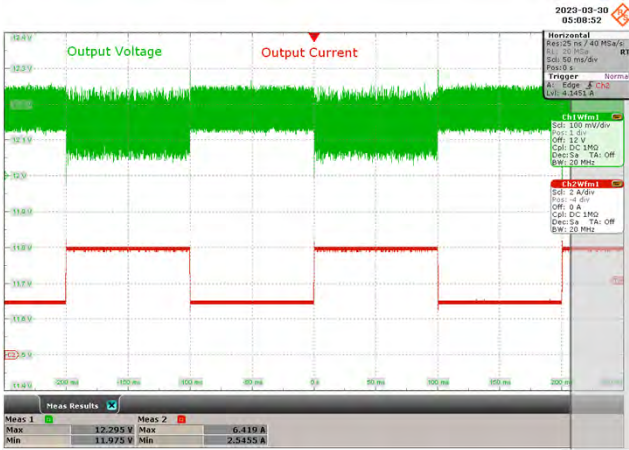 2023-03-30
05:08:52
Horizontal
Res:25 ns / 40 MSa/s
RL: 20 MSa RT
Scl: 50 ms/div
Pos:0 s
Trigger Normal
A: Edge Ch2
Lvl: 4.1451 A
Output Voltage
Output Current
12.4 V
12.3 V
12.1 V
12 V
11.9 V
11.8 V
11.7 V
11.6 V
11.4 V
Ch1Wfm1
Scl: 100 mV/div
Pos: 1 div
Off: 12 V
Cpl: DC 1MΩ
Dec:Sa TA: Off
BW: 20 MHz
Ch2Wfm1
Scl: 2 A/div
Pos: -4 div
Off: 0 A
Cpl: DC 1MΩ
Dec:Sa TA: Off
BW: 20 MHz
-200 ms
-150 ms
-100 ms
-50 ms
0 s
50 ms
100 ms
150 ms
200 ms
Meas Results
Meas 1 Meas 2
Max 12.295 V Max 6.419 A
Min 11.975 V Min 2.5455 A